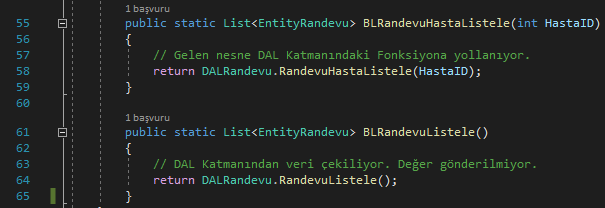 1 başvuru
55 public static List<EntityRandevu> BLRandevuHastaListele(int HastaID)
56 {
57 // Gelen nesne DAL Katmanındaki Fonksiyona yollanıyor.
58 return DALRandevu.RandevuHastaListele(HastaID);
59 }
60
1 başvuru
61 public static List<EntityRandevu> BLRandevuListele()
62 {
63 // DAL Katmanından veri çekiliyor. Değer gönderilmiyor.
64 return DALRandevu.RandevuListele();
65 }